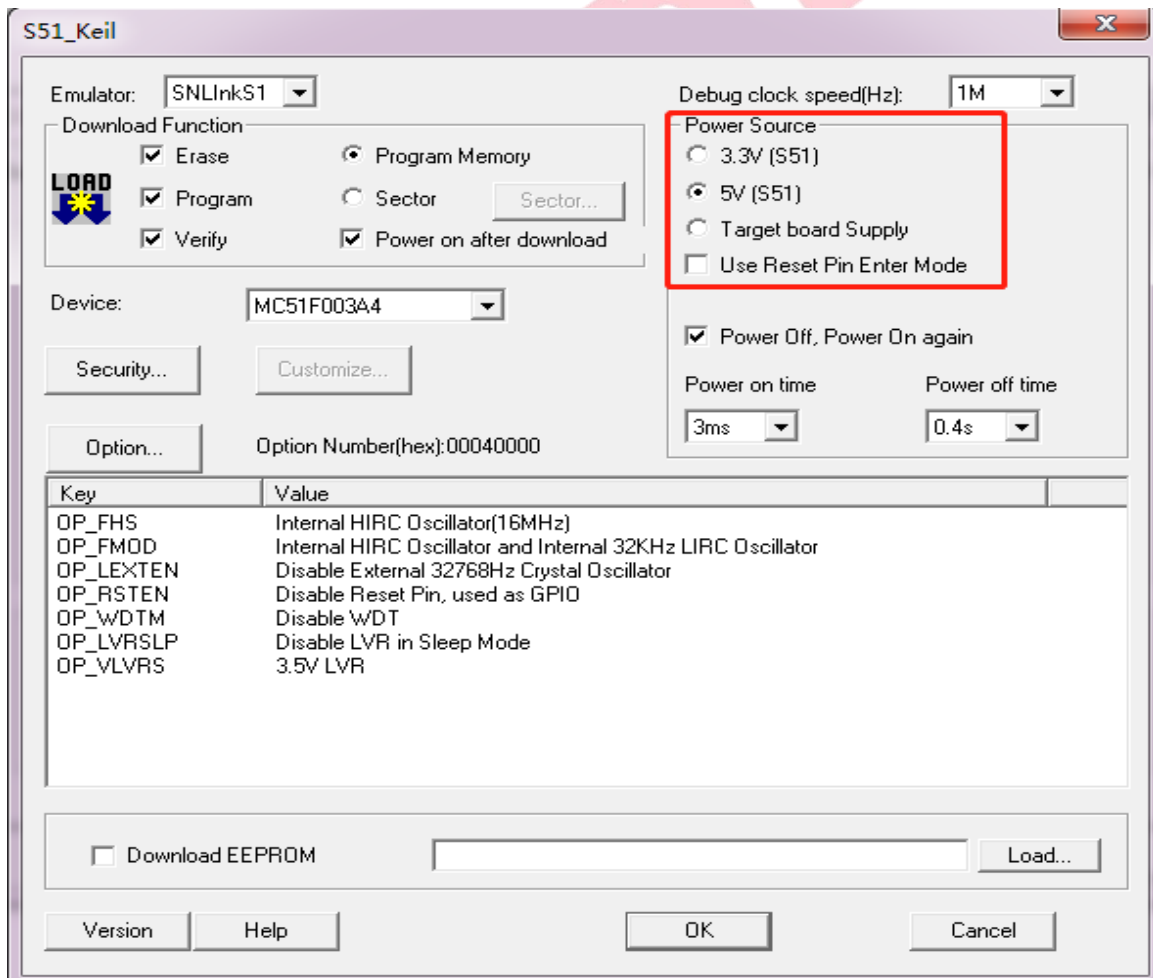 S51_Keil
Emulator: SNLInkS1
Debug clock speed(Hz): 1M
Download Function
Erase
Program Memory
LOAD
Program
Sector
Sector...
Verify
Power on after download
Power Source
3.3V (S51)
5V (S51)
Target board Supply
Use Reset Pin Enter Mode
Device: MC51F003A4
Power Off, Power On again
Security...
Customize...
Power on time
Power off time
3ms
0.4s
Option...
Option Number(hex):00040000
Key Value
OP_FHS Internal HIRC Oscillator(16MHz)
OP_FMOD Internal HIRC Oscillator and Internal 32KHz LIRC Oscillator
OP_LEXTEN Disable External 32768Hz Crystal Oscillator
OP_RSTEN Disable Reset Pin, used as GPIO
OP_WDTM Disable WDT
OP_LVRSLP Disable LVR in Sleep Mode
OP_VLVRS 3.5V LVR
Download EEPROM
Load...
Version
Help
OK
Cancel